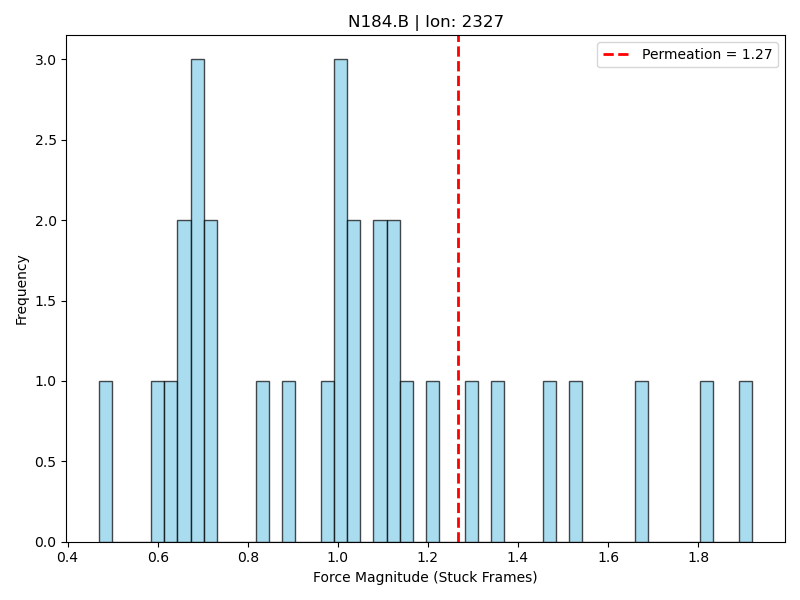 N184.B | Ion: 2327
Permeation = 1.27
Frequency
3.0
2.5
2.0
1.5
1.0
0.5
0.0
0.4 0.6 0.8 1.0 1.2 1.4 1.6 1.8
Force Magnitude (Stuck Frames)